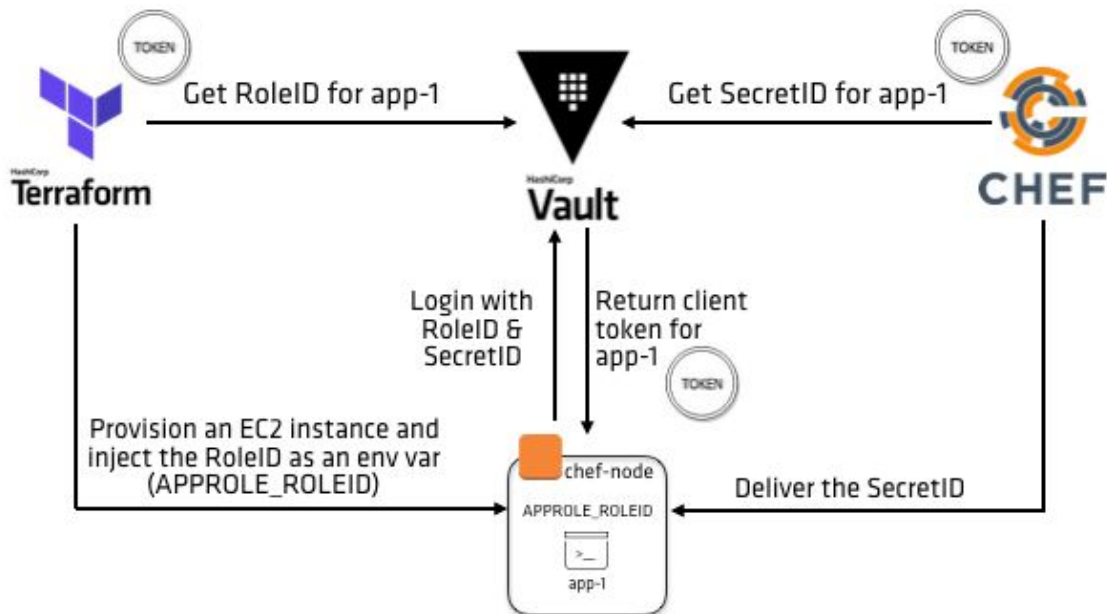 TOKEN
TOKEN
Get RoleID for app-1
Get SecretID for app-1
HashiCorp
Terraform
HashiCorp
Vault
CHEF
Login with
RoleID &
SecretID
Return client
token for
app-1
TOKEN
Provision an EC2 instance and
inject the RoleID as an env var
(APPROLE_ROLEID)
chef-node
APPROLE_ROLEID
>_
app-1
Deliver the SecretID